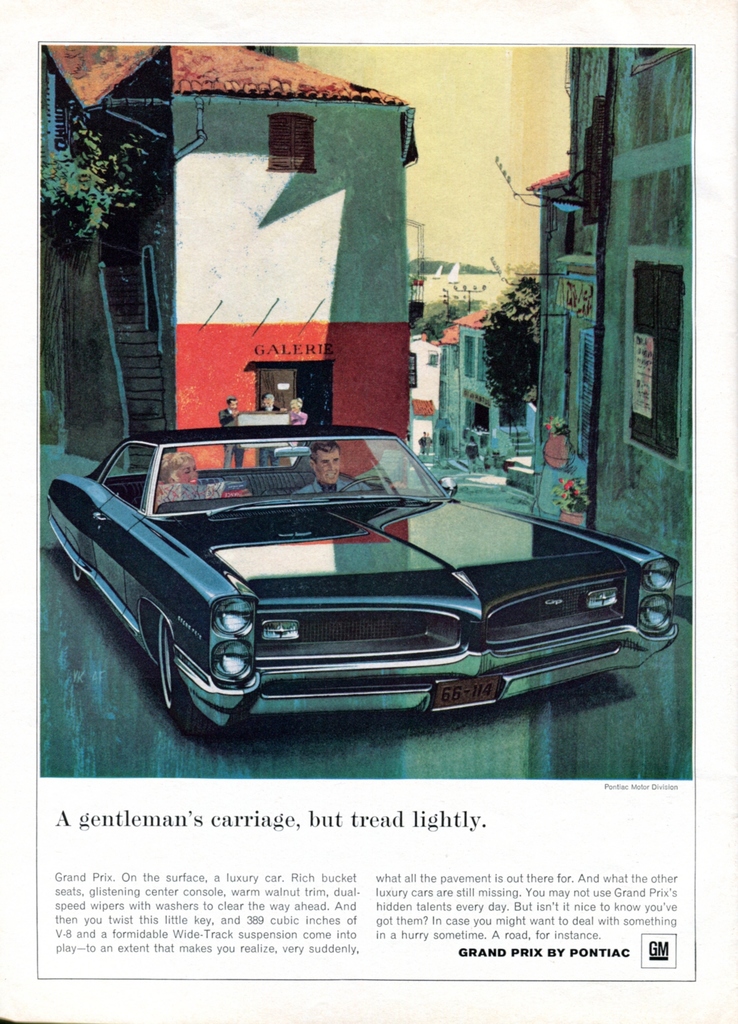 GALERIE
66-114
Pontiac Motor Division
A gentleman's carriage, but tread lightly.
Grand Prix. On the surface, a luxury car. Rich bucket
seats, glistening center console, warm walnut trim, dual-
speed wipers with washers to clear the way ahead. And
then you twist this little key, and 389 cubic inches of
V-8 and a formidable Wide-Track suspension come into
play—to an extent that makes you realize, very suddenly,
what all the pavement is out there for. And what the other
luxury cars are still missing. You may not use Grand Prix's
hidden talents every day. But isn't it nice to know you've
got them? In case you might want to deal with something
in a hurry sometime. A road, for instance.
GRAND PRIX BY PONTIAC
GM